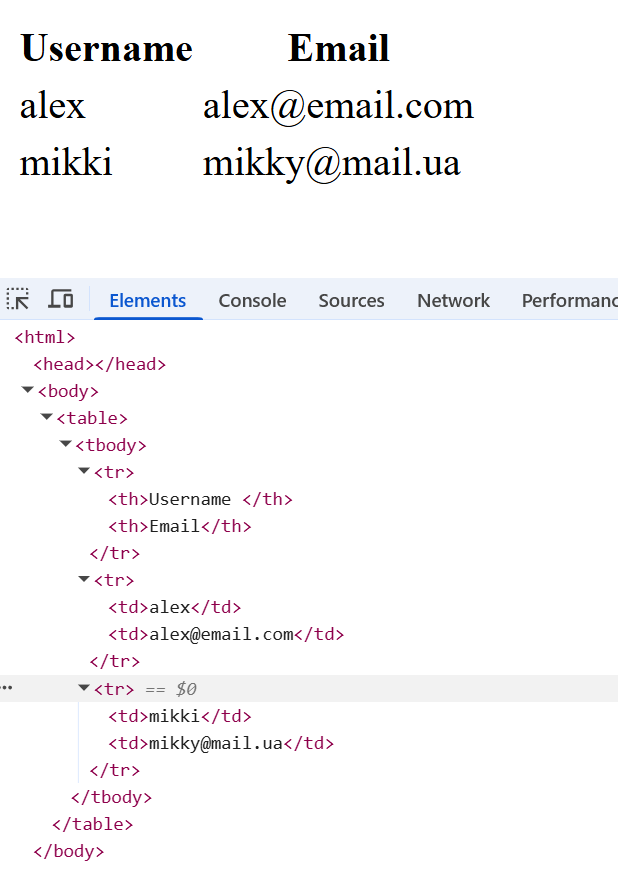 Username Email
alex alex@email.com
mikki mikky@mail.ua
Elements Console Sources Network Performanc
<html>
<head></head>
<body>
<table>
<tbody>
<tr>
<th>Username </th>
<th>Email</th>
</tr>
<tr>
<td>alex</td>
<td>alex@email.com</td>
</tr>
<tr> == $0
<td>mikki</td>
<td>mikky@mail.ua</td>
</tr>
</tbody>
</table>
</body>